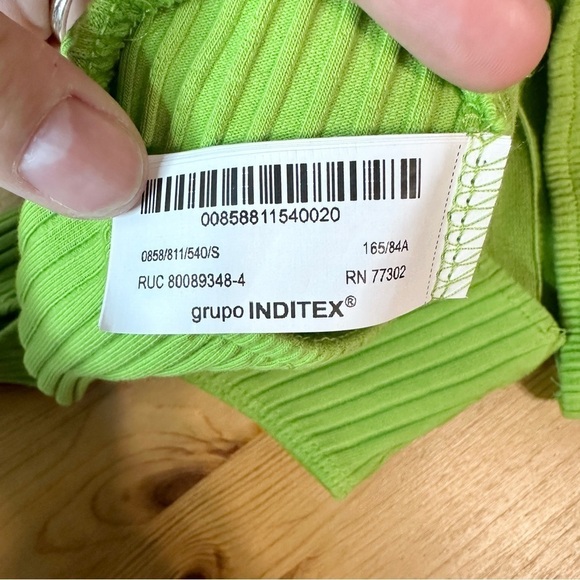 00858811540020
0858/811/540/S 165/84A
RUC 80089348-4 RN 77302
grupo INDITEX®